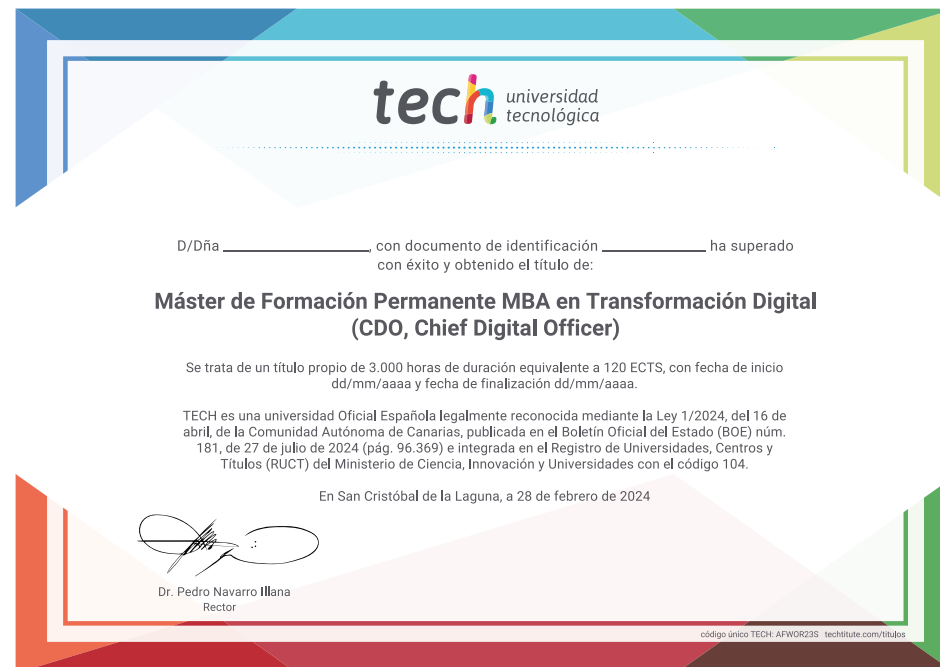 tech universidad
tecnológica
D/Dña ______________, con documento de identificación __________ ha superado
con éxito y obtenido el título de:
Máster de Formación Permanente MBA en Transformación Digital
(CDO, Chief Digital Officer)
Se trata de un título propio de 3.000 horas de duración equivalente a 120 ECTS, con fecha de inicio
dd/mm/aaaa y fecha de finalización dd/mm/aaaa.
TECH es una universidad Oficial Española legalmente reconocida mediante la Ley 1/2024, del 16 de
abril, de la Comunidad Autónoma de Canarias, publicada en el Boletín Oficial del Estado (BOE) núm.
181, de 27 de julio de 2024 (pág. 96.369) e integrada en el Registro de Universidades, Centros y
Títulos (RUCT) del Ministerio de Ciencia, Innovación y Universidades con el código 104.
En San Cristóbal de la Laguna, a 28 de febrero de 2024
Dr. Pedro Navarro Illana
Rector
código único TECH: AFWOR23S techtitute.com/titulos